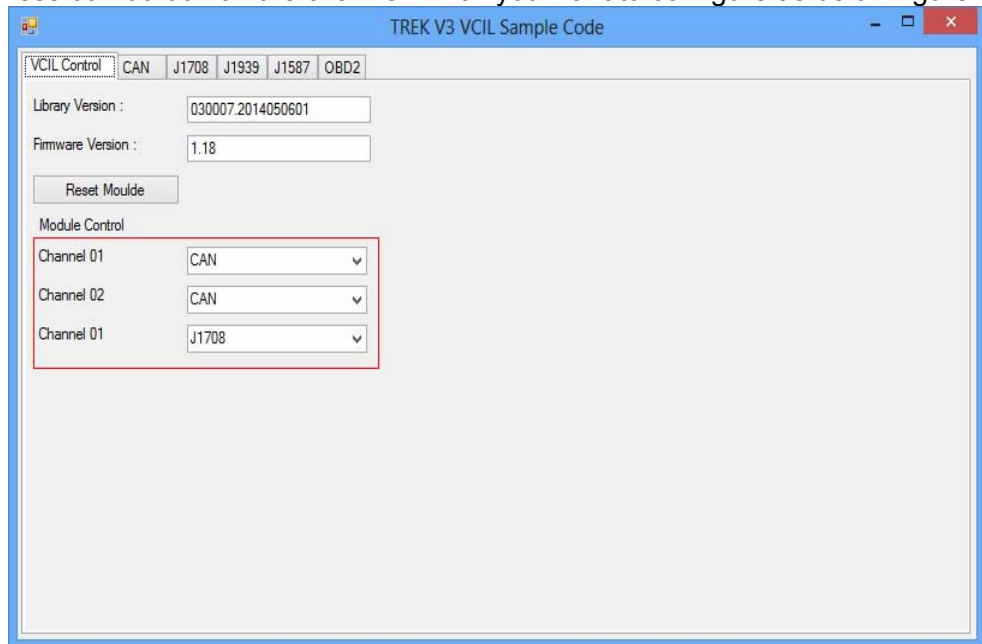 TREK V3 VCIL Sample Code
VCIL Control CAN J1708 J1939 J1587 OBD2
Library Version : 030007.2014050601
Firmware Version : 1.18
Reset Moulde
Module Control
Channel 01 CAN
Channel 02 CAN
Channel 01 J1708